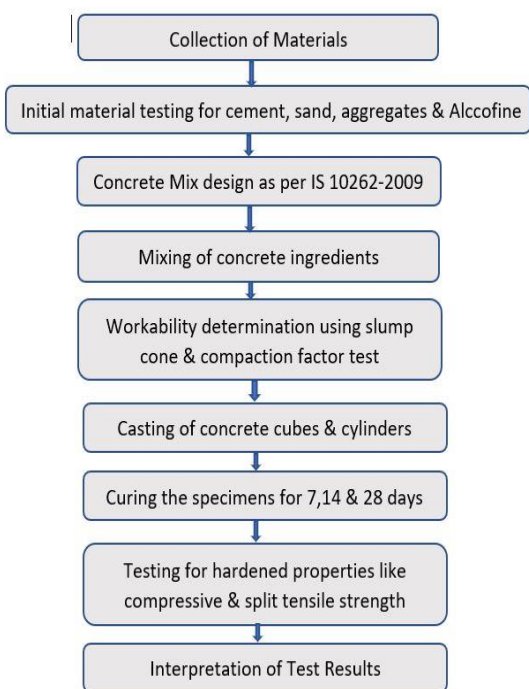 Collection of Materials
Initial material testing for cement, sand, aggregates & Alccofine
Concrete Mix design as per IS 10262-2009
Mixing of concrete ingredients
Workability determination using slump
cone & compaction factor test
Casting of concrete cubes & cylinders
Curing the specimens for 7,14 & 28 days
Testing for hardened properties like
compressive & split tensile strength
Interpretation of Test Results